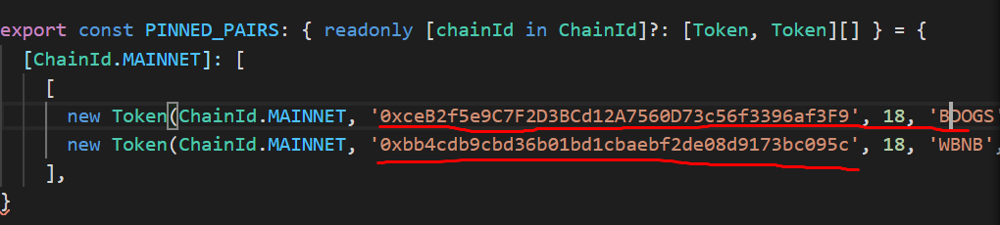 export const PINNED_PAIRS: { readonly [chainId in ChainId]?: [Token, Token][] } = {
[ChainId.MAINNET]: [
[
new Token(ChainId.MAINNET, '0xceB2f5e9C7F2D3BCd12A7560D73c56f3396af3F9', 18, 'BDOGS'
new Token(ChainId.MAINNET, '0xbb4cdb9cbd36b01bd1cbaebf2de08d9173bc095c', 18, 'WBNB',
],
}